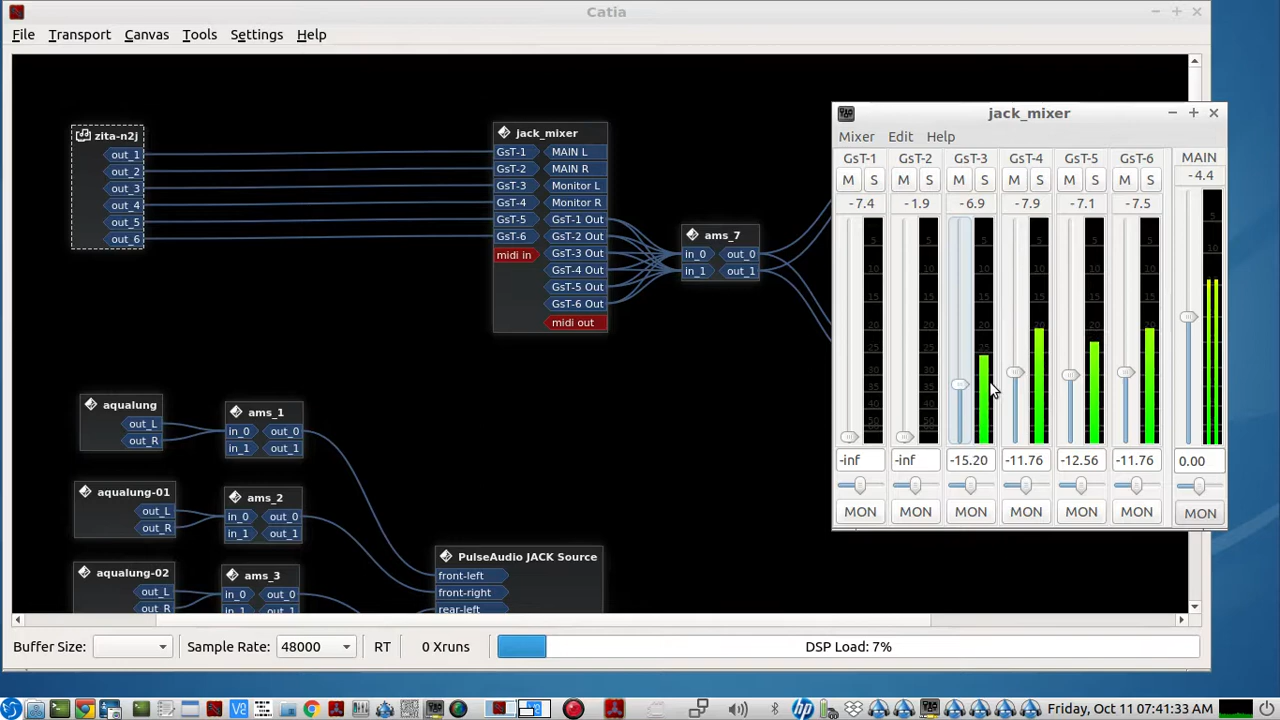 Catia
File Transport Canvas Tools Settings Help
zita-n2j
out_1
out_2
out_3
out_4
out_5
out_6
jack_mixer
GsT-1 MAIN L
GsT-2 MAIN R
GsT-3 Monitor L
GsT-4 Monitor R
GsT-5 GsT-1 Out
GsT-6 GsT-2 Out
midi in GsT-3 Out
GsT-4 Out
GsT-5 Out
GsT-6 Out
midi out
ams_7
in_0 out_0
in_1 out_1
aqualung
out_L
out_R
ams_1
in_0 out_0
in_1 out_1
aqualung-01
out_L
out_R
ams_2
in_0 out_0
in_1 out_1
aqualung-02
out_L
out_R
ams_3
in_0 out_0
in_1 out_1
PulseAudio JACK Source
front-left
front-right
rear-left
jack_mixer
Mixer Edit Help
GsT-1 GsT-2 GsT-3 GsT-4 GsT-5 GsT-6 MAIN
M S M S M S M S M S M S -4.4
-7.4 -1.9 -6.9 -7.9 -7.1 -7.5
-inf -inf -15.20 -11.76 -12.56 -11.76 0.00
MON MON MON MON MON MON MON
Buffer Size: Sample Rate: 48000 RT 0 Xruns DSP Load: 7%
Friday, Oct 11 07:41:33 AM